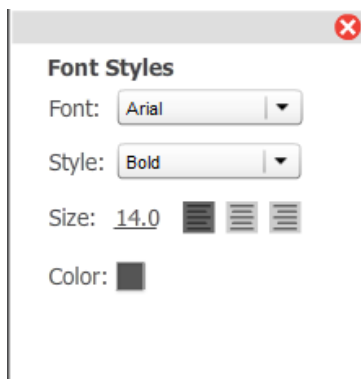 Font Styles
Font: Arial
Style: Bold
Size: 14.0
Color: